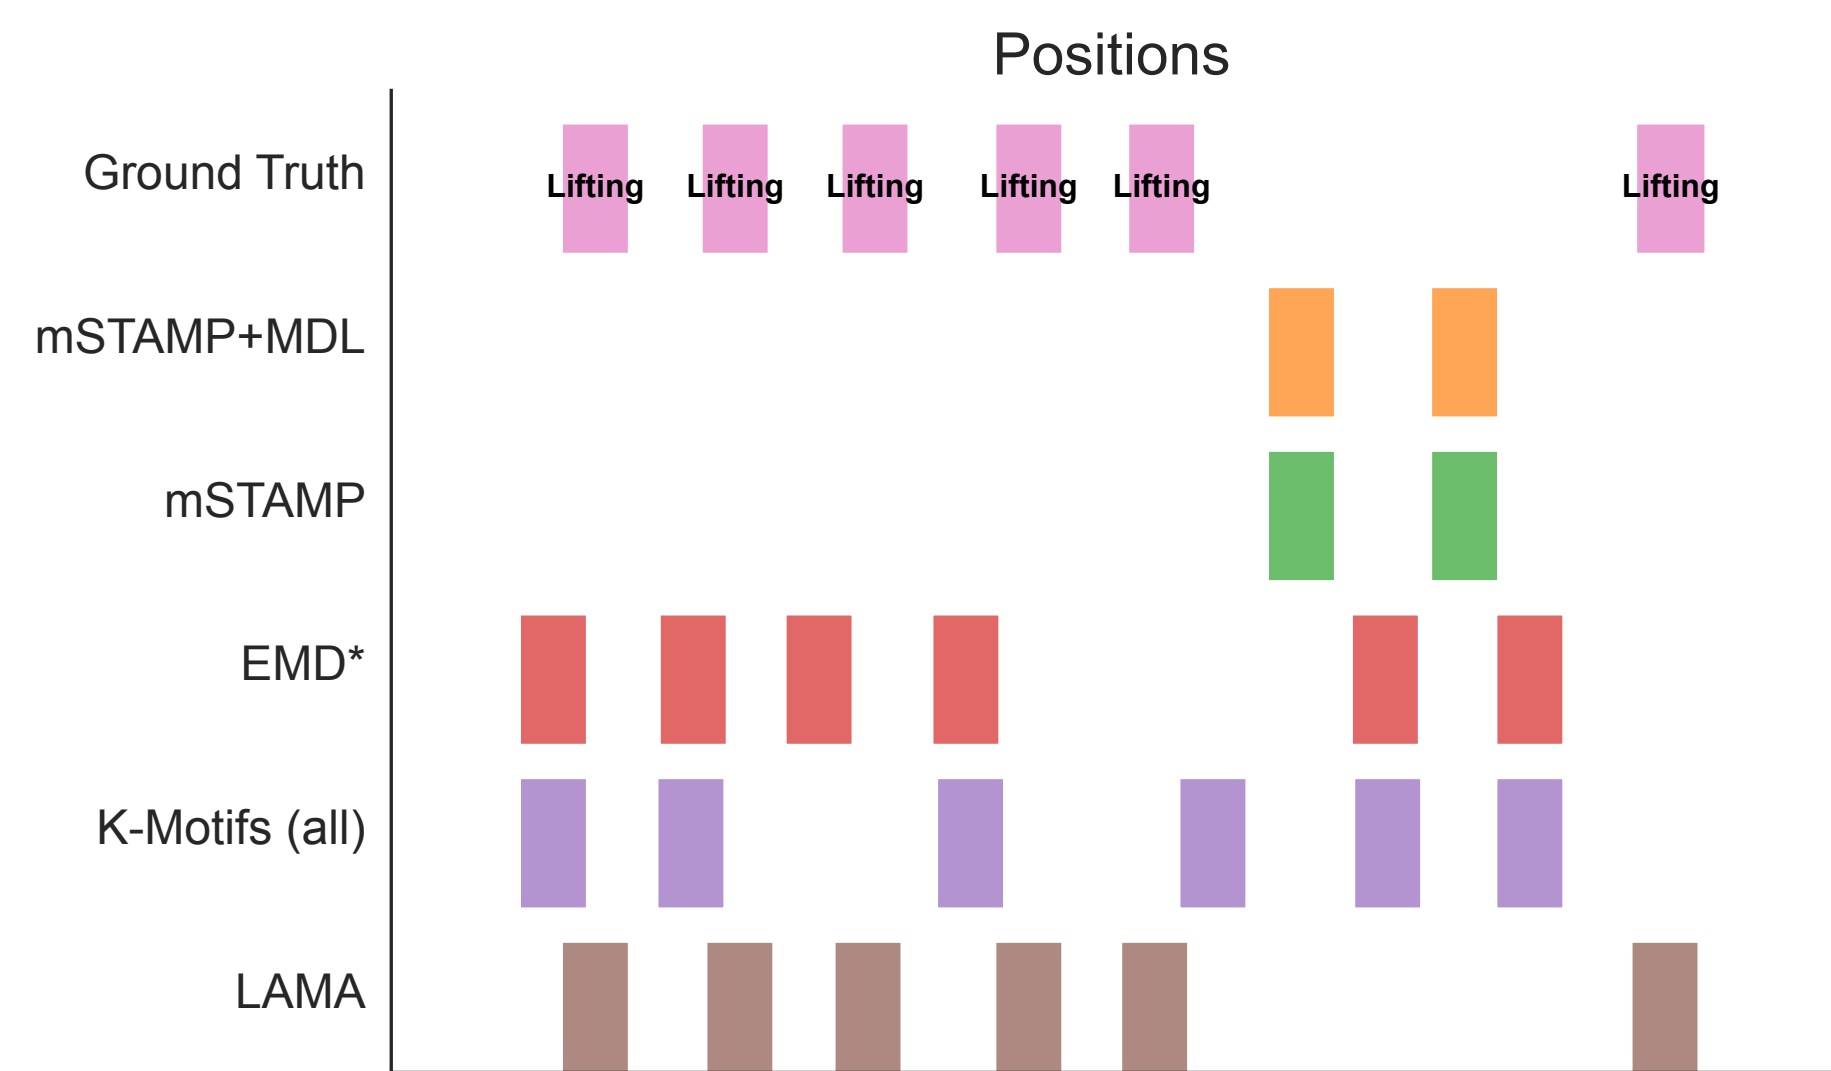 Positions
Ground Truth
Lifting Lifting Lifting Lifting Lifting Lifting
mSTAMP+MDL
mSTAMP
EMD*
K-Motifs (all)
LAMA